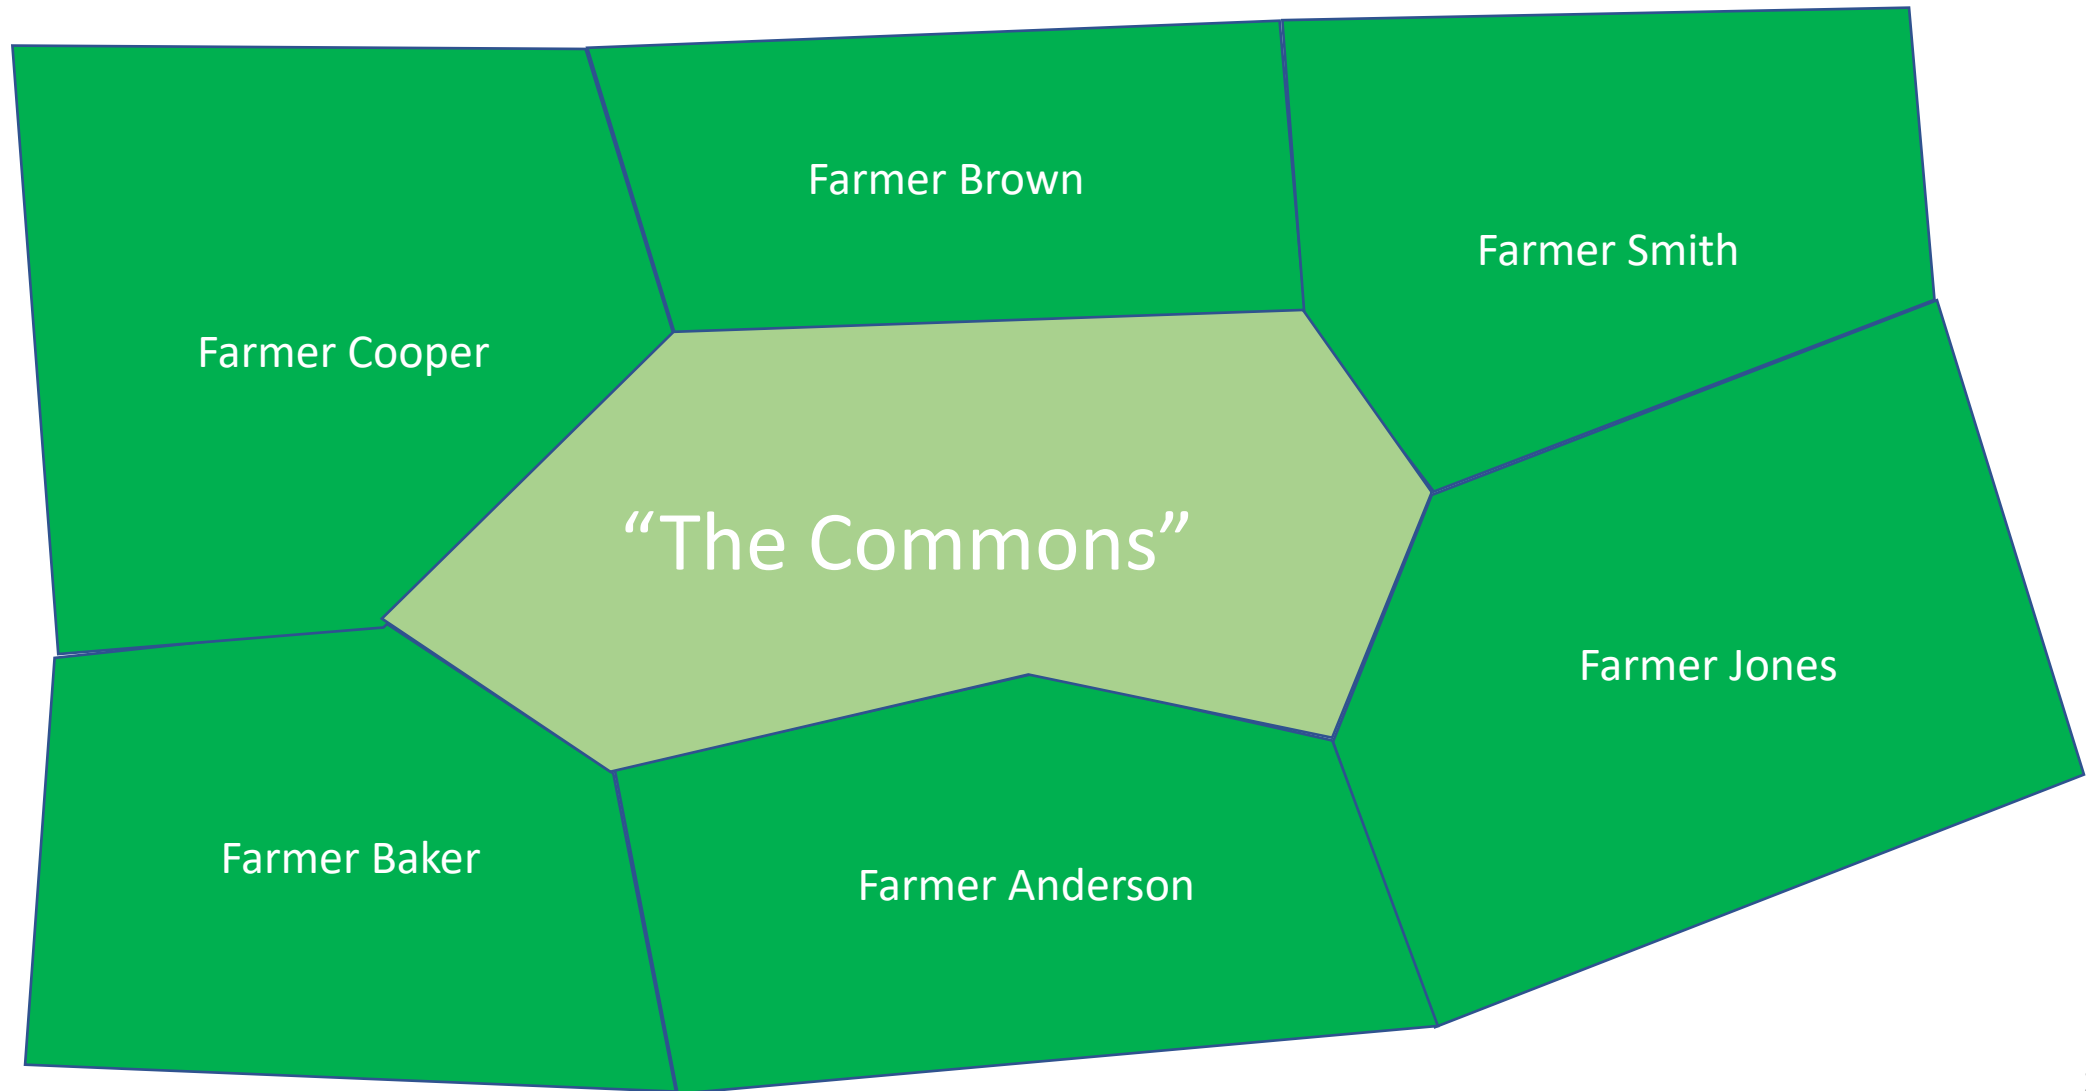 Farmer Brown
Farmer Smith
Farmer Cooper
“The Commons”
Farmer Jones
Farmer Baker
Farmer Anderson